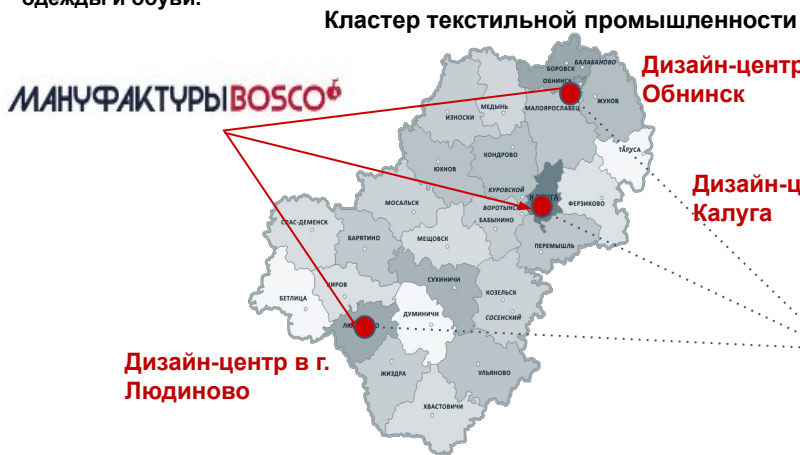 одежды и обуви.
Кластер текстильной промышленности
МАНУФАКТУРЫ BOSCO
Дизайн-центр
Обнинск
Дизайн-ц
Калуга
Дизайн-центр в г.
Людиново
БАЛАБАНОВО
БОРОВСК
ОБНИНСК
ЖУКОВ
МЕДЫНЬ
МАЛОЯРОСЛАВЕЦ
ИЗНОСКИ
ТАРУСА
КОНДРОВО
ЮХНОВ
КУРОВСКОЙ
МОСАЛЬСК
ВОРОТЫНСК
ФЕРЗИКОВО
БАБЫНИНО
СПАС-ДЕМЕНСК
БАРЯТИНО
МЕЩОВСК
ПЕРЕМЫШЛЬ
СУХИНИЧИ
КИРОВ
КОЗЕЛЬСК
БЕТЛИЦА
ДУМИНИЧИ
СОСЕНСКИЙ
ЖИЗДРА
УЛЬЯНОВО
ХВАСТОВИЧИ